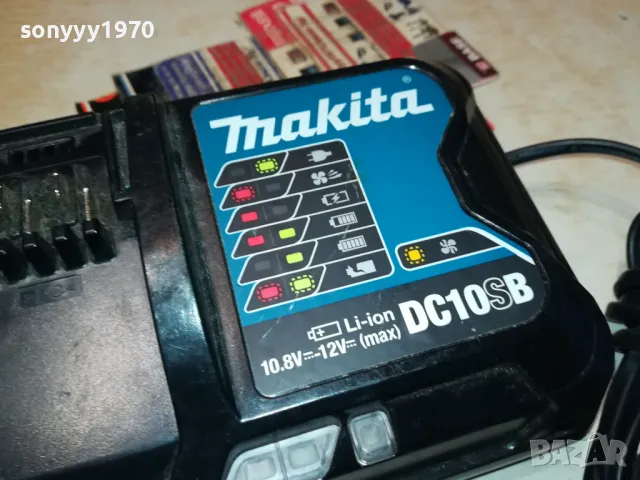 sonyyy1970
makita®
Li-ion DC10SB
10.8V⎓-12V⎓ (max)
BAZAR